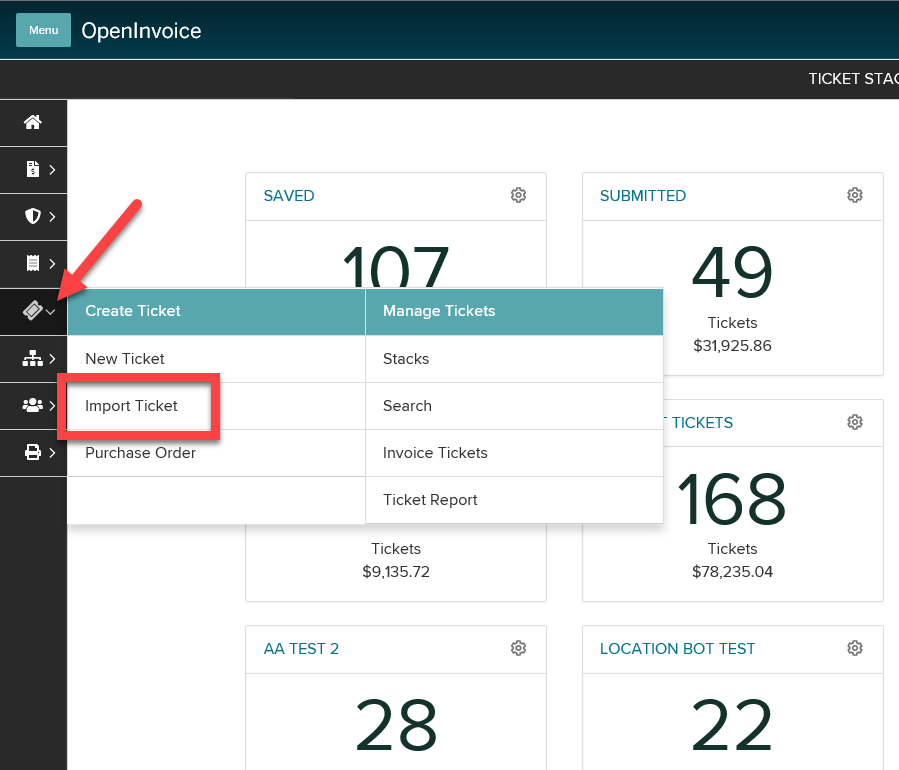 Menu OpenInvoice
TICKET STAC
SAVED
SUBMITTED
107
49
Tickets
$31,925.86
Create Ticket
Manage Tickets
New Ticket
Stacks
Import Ticket
Search
Purchase Order
Invoice Tickets
Ticket Report
TICKETS
168
Tickets
$9,135.72
Tickets
$78,235.04
AA TEST 2
LOCATION BOT TEST
28
22